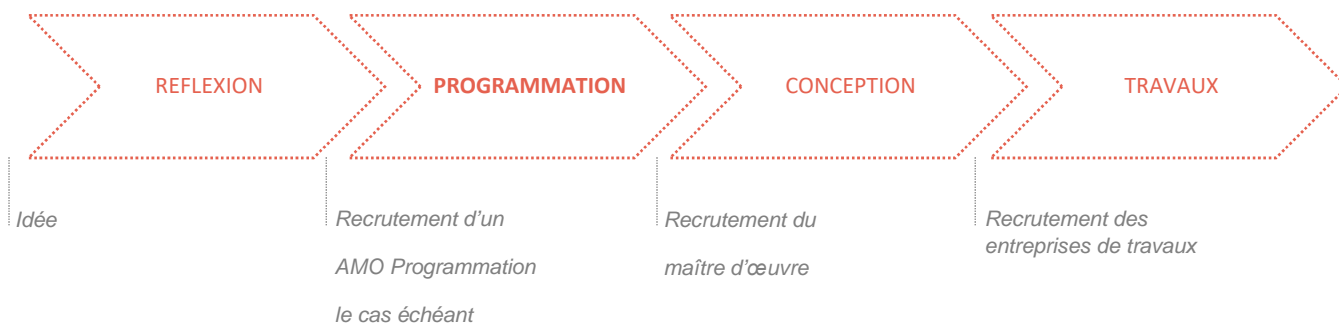 REFLEXION
PROGRAMMATION
CONCEPTION
TRAVAUX
Idée
Recrutement d’un
AMO Programmation
le cas échéant
Recrutement du
maître d’œuvre
Recrutement des
entreprises de travaux